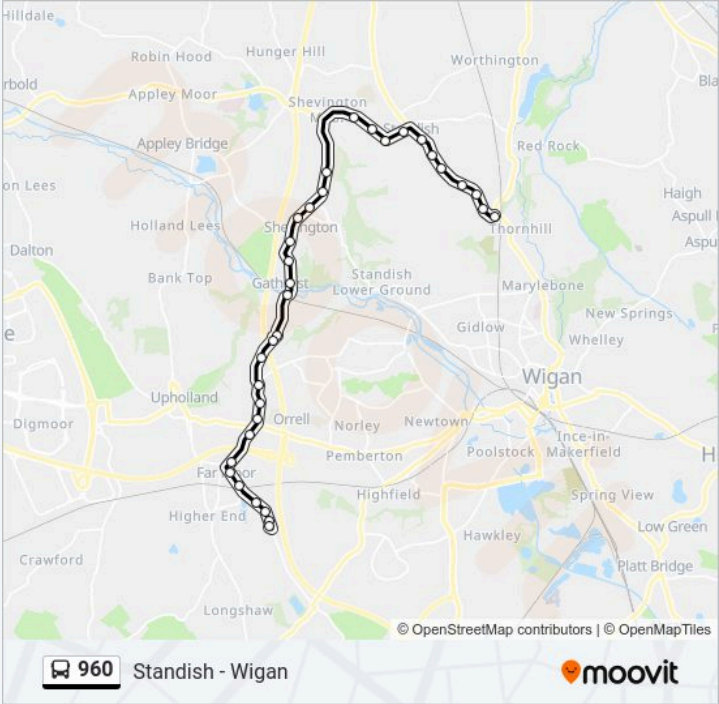 Hilldale
Robin Hood
Hunger Hill
Worthington
rbold
Appley Moor
Shevington
Red Rock
Appley Bridge
on Lees
Haigh
Holland Lees
Aspull
Thornhill
Aspu
Dalton
Bank Top
Standish
Lower Ground
Marylebone
New Springs
e
Gidlow
Whelley
Wigan
Upholland
Orrell
Digmoor
Norley
Newtown
Pemberton
Poolstock
Ince-in-
Makerfield
H
Highfield
Spring View
Higher End
Low Green
Hawkley
Crawford
Platt Bridge
Longshaw
© OpenStreetMap contributors | © OpenMapTiles
960
Standish - Wigan
moovit